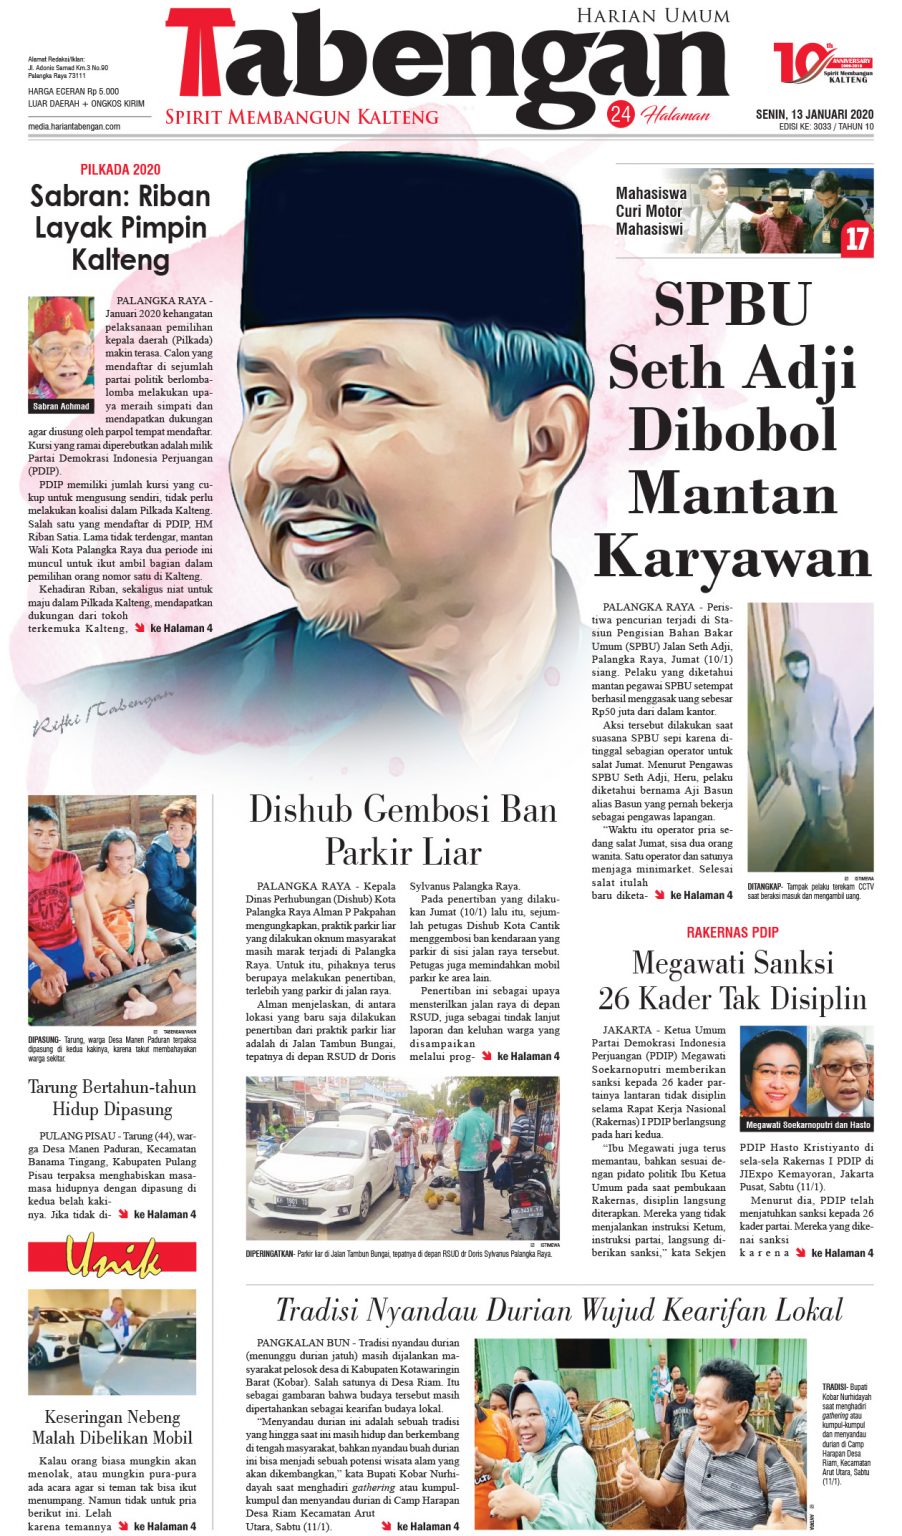 Alamat Redaksi/Iklan:
Jl. Adonis Samad Km.3 No.90
Palangka Raya 73111
HARGA ECERAN Rp 5.000
LUAR DAERAH + ONGKOS KIRIM
media.hariantabengan.com
HARIAN UMUM
Tabengan
SPIRIT MEMBANGUN KALTENG
24 Halaman
10th
ANNIVERSARY
Spirit Membangun
KALTENG
SENIN, 13 JANUARI 2020
EDISI KE: 3033 / TAHUN 10
PILKADA 2020
Sabran: Riban
Layak Pimpin
Kalteng
Sabran Achmad
PALANGKA RAYA -
Januari 2020 kehangatan
pelaksanaan pemilihan
kepala daerah (Pilkada)
makin terasa. Calon yang
mendaftar di sejumlah
partai politik berlomba-
lomba melakukan upa-
ya meraih simpati dan
mendapatkan dukungan
agar diusung oleh parpol tempat mendaftar.
Kursi yang ramai diperebutkan adalah milik
Partai Demokrasi Indonesia Perjuangan
(PDIP).
PDIP memiliki jumlah kursi yang cu-
kup untuk mengusung sendiri, tidak perlu
melakukan koalisi dalam Pilkada Kalteng.
Salah satu yang mendaftar di PDIP, HM
Riban Satia. Lama tidak terdengar, mantan
Wali Kota Palangka Raya dua periode ini
muncul untuk ikut ambil bagian dalam
pemilihan orang nomor satu di Kalteng.
Kehadiran Riban, sekaligus niat untuk
maju dalam Pilkada Kalteng, mendapatkan
dukungan dari tokoh
terkemuka Kalteng, ke Halaman 4
Rifki / Tabengan
Mahasiswa
Curi Motor
Mahasiswi
17
SPBU
Seth Adji
Dibobol
Mantan
Karyawan
PALANGKA RAYA - Peris-
tiwa pencurian terjadi di Sta-
siun Pengisian Bahan Bakar
Umum (SPBU) Jalan Seth Adji,
Palangka Raya, Jumat (10/1)
siang. Pelaku yang diketahui
mantan pegawai SPBU setempat
berhasil menggasak uang sebesar
Rp50 juta dari dalam kantor.
Aksi tersebut dilakukan saat
suasana SPBU sepi karena di-
tinggal sebagian operator untuk
salat Jumat. Menurut Pengawas
SPBU Seth Adji, Heru, pelaku
diketahui bernama Aji Basun
alias Basun yang pernah bekerja
sebagai pengawas lapangan.
"Waktu itu operator pria se-
dang salat Jumat, sisa dua orang
wanita. Satu operator dan satunya
menjaga minimarket. Selesai
salat itulah
baru diketa- ke Halaman 4
ISTIMEWA
DITANGKAP- Tampak pelaku terekam CCTV
saat beraksi masuk dan mengambil uang.
TABENGAN/YAKIN
DIPASUNG- Tarung, warga Desa Manen Paduran terpaksa
dipasung di kedua kakinya, karena takut membahayakan
warga sekitar.
Tarung Bertahun-tahun
Hidup Dipasung
PULANG PISAU - Tarung (44), war-
ga Desa Manen Paduran, Kecamatan
Banama Tingang, Kabupaten Pulang
Pisau terpaksa menghabiskan masa-
masa hidupnya dengan dipasung di
kedua belah kaki-
nya. Jika tidak di- ke Halaman 4
Dishub Gembosi Ban
Parkir Liar
PALANGKA RAYA - Kepala
Dinas Perhubungan (Dishub) Kota
Palangka Raya Alman P Pakpahan
mengungkapkan, praktik parkir liar
yang dilakukan oknum masyarakat
masih marak terjadi di Palangka
Raya. Untuk itu, pihaknya terus
berupaya melakukan penertiban,
terlebih yang parkir di jalan raya.
Alman menjelaskan, di antara
lokasi yang baru saja dilakukan
penertiban dari praktik parkir liar
adalah di Jalan Tambun Bungai,
tepatnya di depan RSUD dr Doris
Sylvanus Palangka Raya.
Pada penertiban yang dilaku-
kan Jumat (10/1) lalu itu, sejum-
lah petugas Dishub Kota Cantik
menggembosi ban kendaraan yang
parkir di sisi jalan raya tersebut.
Petugas juga memindahkan mobil
parkir ke area lain.
Penertiban ini sebagai upaya
mensterilkan jalan raya di depan
RSUD, juga sebagai tindak lanjut
laporan dan keluhan warga yang
disampaikan
melalui prog- ke Halaman 4
ISTIMEWA
DIPERINGATKAN- Parkir liar di Jalan Tambun Bungai, tepatnya di depan RSUD dr Doris Sylvanus Palangka Raya.
RAKERNAS PDIP
Megawati Sanksi
26 Kader Tak Disiplin
JAKARTA - Ketua Umum
Partai Demokrasi Indonesia
Perjuangan (PDIP) Megawati
Soekarnoputri memberikan
sanksi kepada 26 kader par-
tainya lantaran tidak disiplin
selama Rapat Kerja Nasional
(Rakernas) I PDIP berlangsung
pada hari kedua.
"Ibu Megawati juga terus
memantau, bahkan sesuai de-
ngan pidato politik Ibu Ketua
Umum pada saat pembukaan
Rakernas, disiplin langsung
diterapkan. Mereka yang tidak
menjalankan instruksi Ketum,
instruksi partai, langsung di-
berikan sanksi," kata Sekjen
Megawati Soekarnoputri dan Hasto
PDIP Hasto Kristiyanto di
sela-sela Rakernas I PDIP di
JIExpo Kemayoran, Jakarta
Pusat, Sabtu (11/1).
Menurut dia, PDIP telah
menjatuhkan sanksi kepada 26
kader partai. Mereka yang dike-
nai sanksi
karena ke Halaman 4
Unik
Keseringan Nebeng
Malah Dibelikan Mobil
Kalau orang biasa mungkin akan
menolak, atau mungkin pura-pura
ada acara agar si teman tak bisa ikut
menumpang. Namun tidak untuk pria
berikut ini. Lelah
karena temannya ke Halaman 4
Tradisi Nyandau Durian Wujud Kearifan Lokal
PANGKALAN BUN - Tradisi nyandau durian
(menunggu durian jatuh) masih dijalankan ma-
syarakat pelosok desa di Kabupaten Kotawaringin
Barat (Kobar). Salah satunya di Desa Riam. Itu
sebagai gambaran bahwa budaya tersebut masih
dipertahankan sebagai kearifan budaya lokal.
"Menyandau durian ini adalah sebuah tradisi
yang hingga saat ini masih hidup dan berkembang
di tengah masyarakat, bahkan nyandau buah durian
ini bisa menjadi sebuah potensi wisata alam yang
akan dikembangkan," kata Bupati Kobar Nurhi-
dayah saat menghadiri gathering atau kumpul-
kumpul dan menyandau durian di Camp Harapan
Desa Riam Kecamatan Arut
Utara, Sabtu (11/1). ke Halaman 4
TRADISI- Bupati
Kobar Nurhidayah
saat menghadiri
gathering atau
kumpul-kumpul
dan menyandau
durian di Camp
Harapan Desa
Riam, Kecamatan
Arut Utara, Sabtu
(11/1).